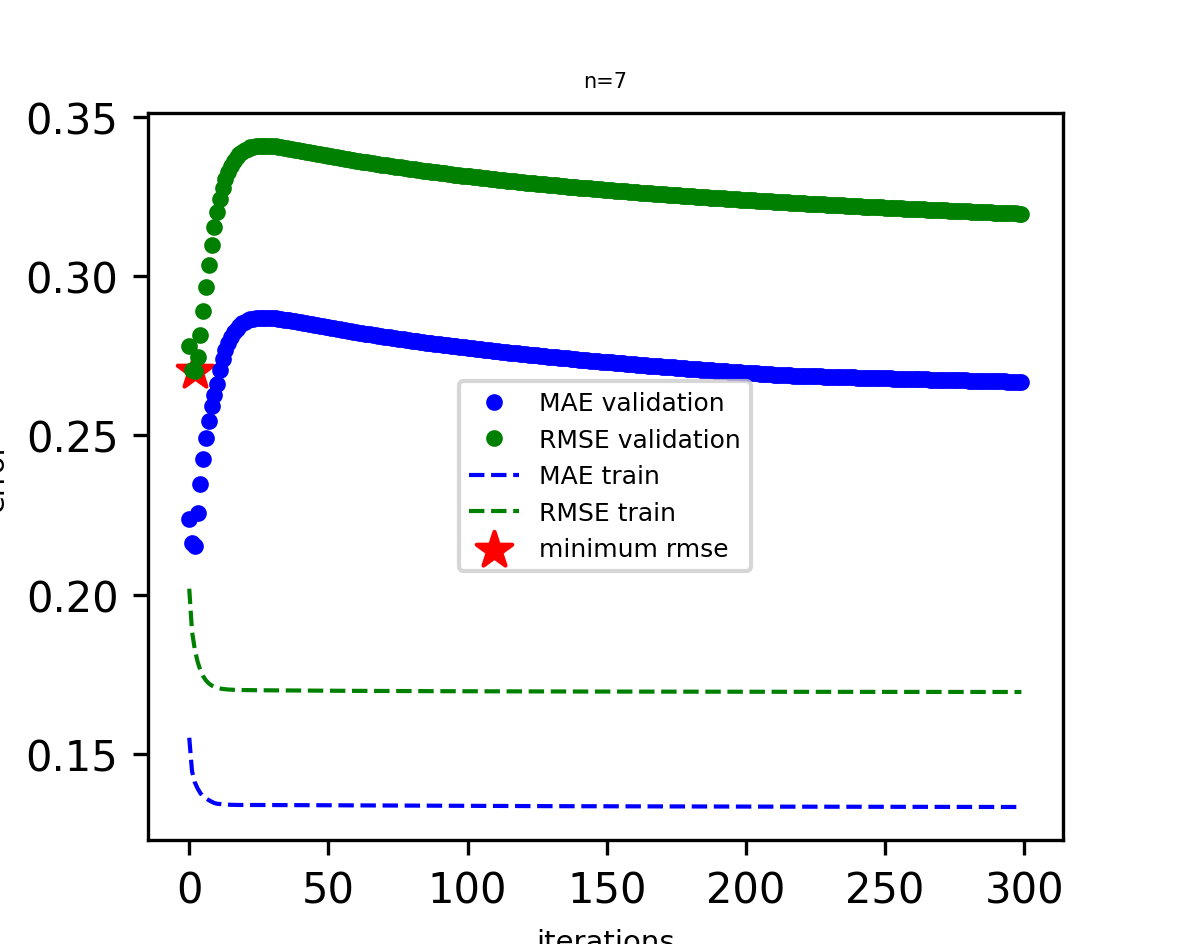 n=7
0.35
0.30
0.25
0.20
0.15
MAE validation
RMSE validation
MAE train
RMSE train
minimum rmse
0 50 100 150 200 250 300
iterations